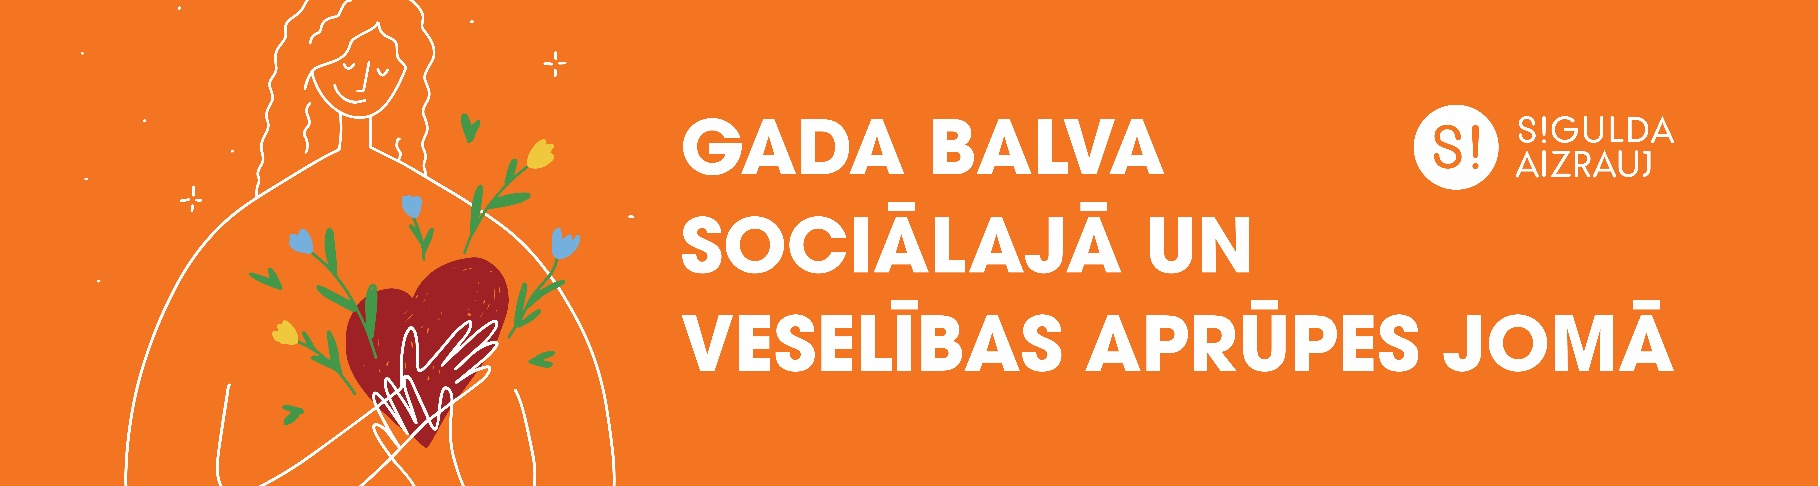 GADA BALVA
SOCIĀLAJĀ UN
VESELĪBAS APRŪPES JOMĀ
S!
S!GULDA
AIZRAUJ